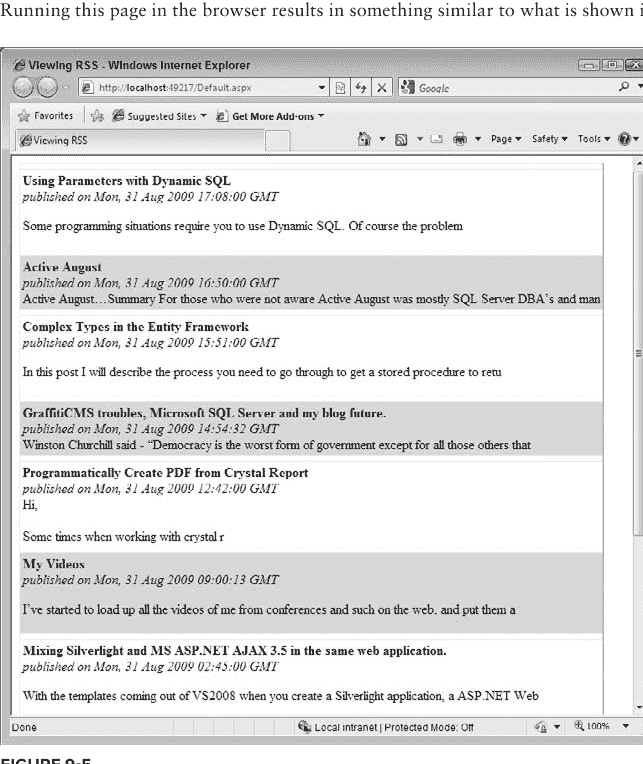 Running this page in the browser results in something similar to what is shown i
Viewing RSS - Windows Internet Explorer
http://localhost:49217/Default.aspx
Google
Favorites
Suggested Sites
Get More Add-ons
Viewing RSS
Page
Safety
Tools
Using Parameters with Dynamic SQL
published on Mon, 31 Aug 2009 17:08:00 GMT
Some programming situations require you to use Dynamic SQL. Of course the problem
Active August
published on Mon, 31 Aug 2009 16:50:00 GMT
Active August…Summary For those who were not aware Active August was mostly SQL Server DBA's and man
Complex Types in the Entity Framework
published on Mon, 31 Aug 2009 15:51:00 GMT
In this post I will describe the process you need to go through to get a stored procedure to retu
GraffitiCMS troubles, Microsoft SQL Server and my blog future.
published on Mon, 31 Aug 2009 14:54:32 GMT
Winston Churchill said - “Democracy is the worst form of government except for all those others that
Programmatically Create PDF from Crystal Report
published on Mon, 31 Aug 2009 12:42:00 GMT
Hi,
Some times when working with crystal r
My Videos
published on Mon, 31 Aug 2009 09:00:13 GMT
I've started to load up all the videos of me from conferences and such on the web, and put them a
Mixing Silverlight and MS ASP.NET AJAX 3.5 in the same web application.
published on Mon, 31 Aug 2009 02:45:00 GMT
With the templates coming out of VS2008 when you create a Silverlight application, a ASP.NET Web
Done
Local intranet | Protected Mode: Off
100%
FIGURE 9-5